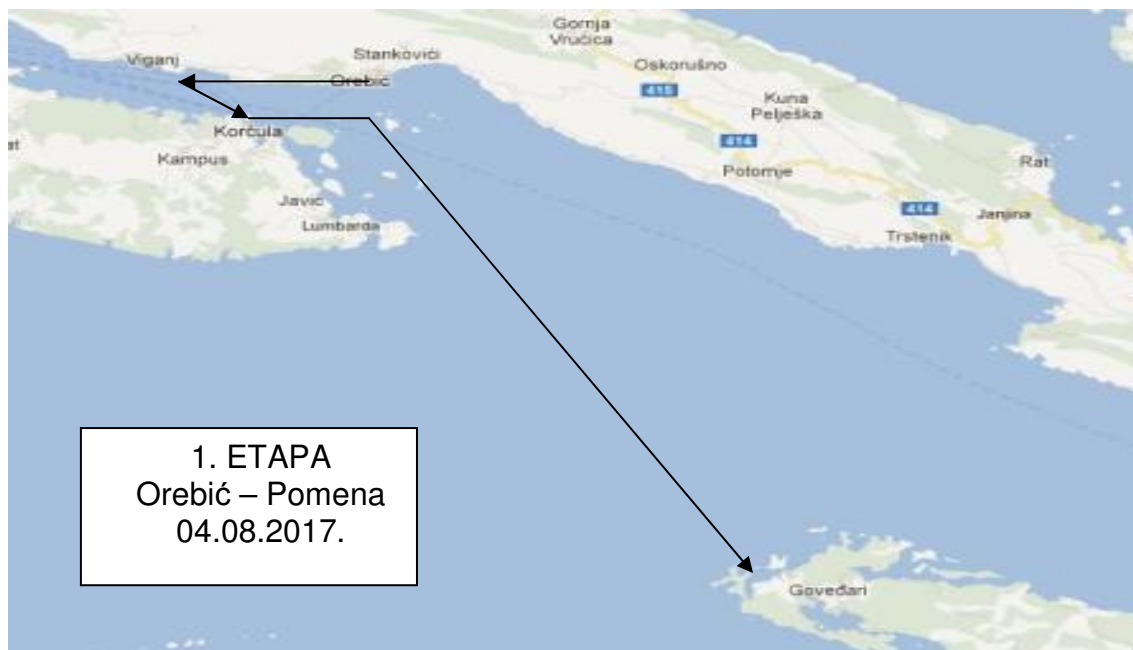 Gornja
Vručica
Viganj
Stankovići
Orebić
Oskorušno
415
Kuna
Pelješka
Korčula
414
Kampus
Potomje
Rat
Javić
414
Janjina
Lumbarda
Trstenik
1. ETAPA
Orebić – Pomena
04.08.2017.
Goveđari